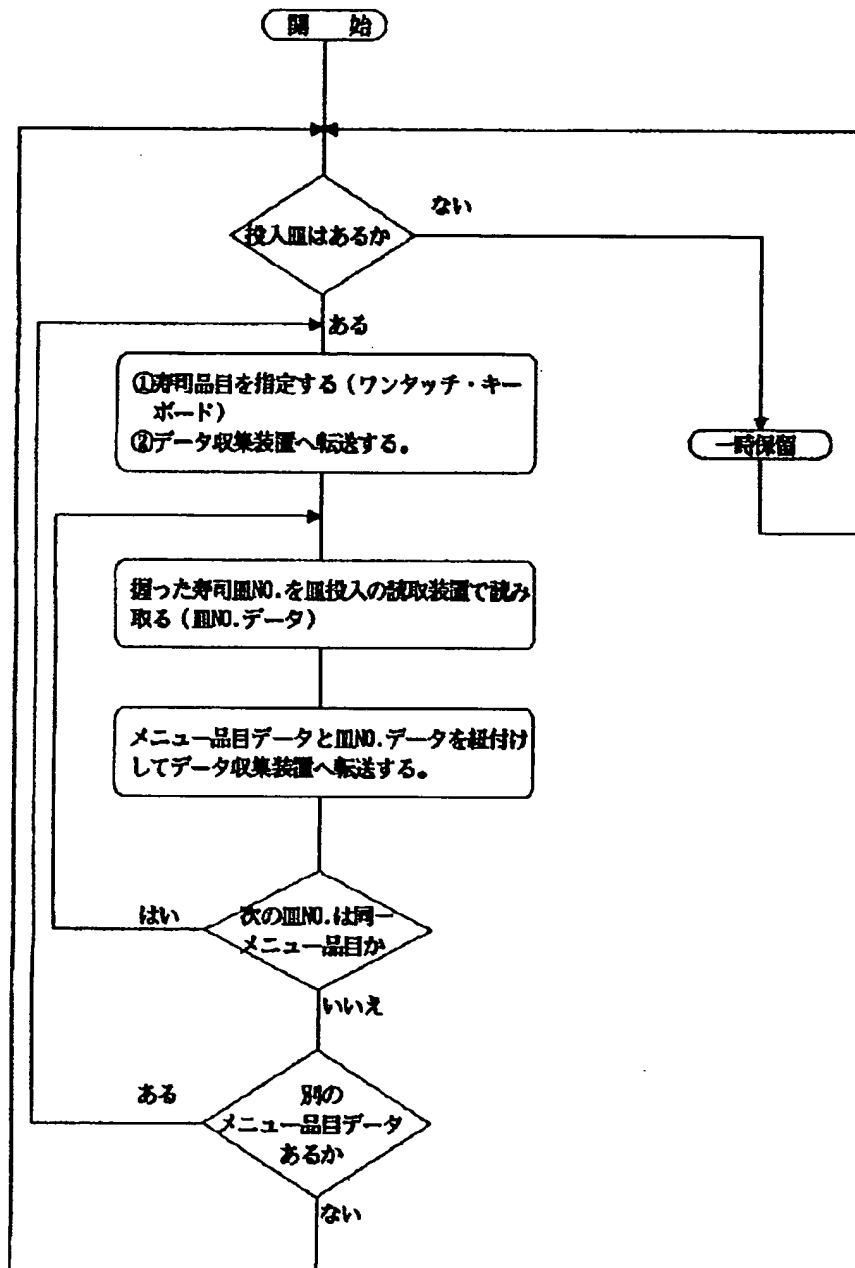 開 始
ない
投入皿はあるか
ある
①寿司品目を指定する(ワンタッチ・キー
ボード)
②データ収集装置へ転送する。
一時保留
握った寿司皿NO.を皿投入の読取装置で読み
取る(皿NO.データ)
メニュー品目データと皿NO.データを紐付け
してデータ収集装置へ転送する。
はい
次の皿NO.は同一
メニュー品目か
いいえ
ある
別の
メニュー品目データ
あるか
ない